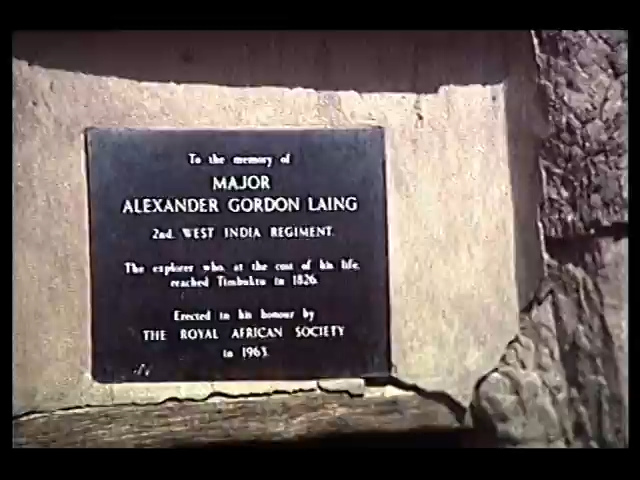 To the memory of
MAJOR
ALEXANDER GORDON LAING
2nd. WEST INDIA REGIMENT.
The explorer who, at the cost of his life,
reached Timbuktu in 1826.
Erected in his honour by
THE ROYAL AFRICAN SOCIETY
in 1963.